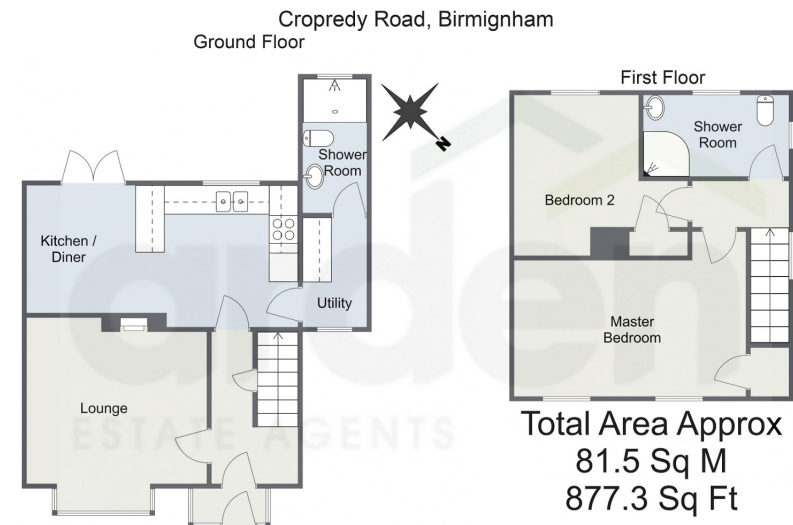 Cropredy Road, Birmignham
Ground Floor
First Floor
N
Shower
Room
Shower
Room
Kitchen /
Diner
Bedroom 2
Utility
Master
Bedroom
Lounge
arden
ESTATE AGENTS
Total Area Approx
81.5 Sq M
877.3 Sq Ft